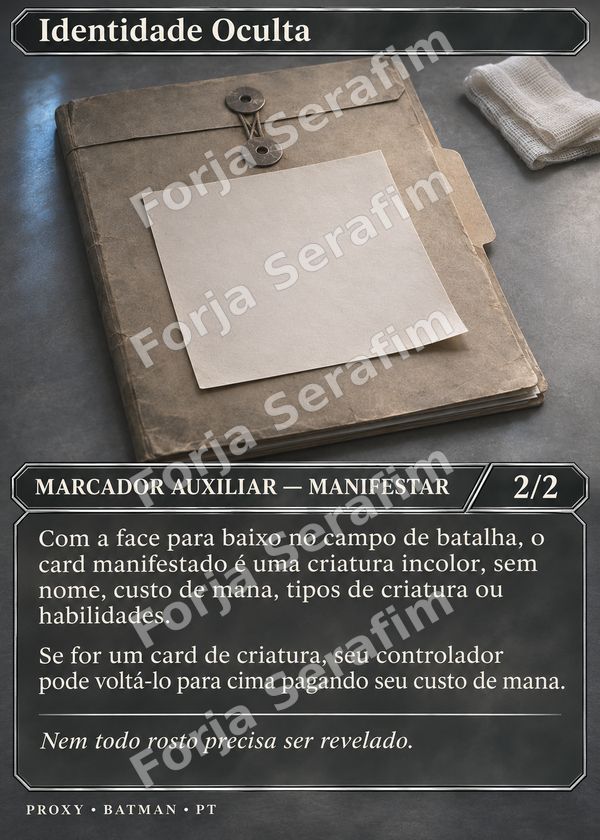 Identidade Oculta
Forja Serafim
Forja Serafim
Forja Serafim
Forja Serafim
MARCADOR AUXILIAR — MANIFESTAR 2/2
Com a face para baixo no campo de batalha, o
card manifestado é uma criatura incolor, sem
nome, custo de mana, tipos de criatura ou
habilidades.
Forja Serafim
Se for um card de criatura, seu controlador
pode voltá-lo para cima pagando seu custo de mana.
Nem todo rosto precisa ser revelado.
Forja Serafim
PROXY • BATMAN • PT